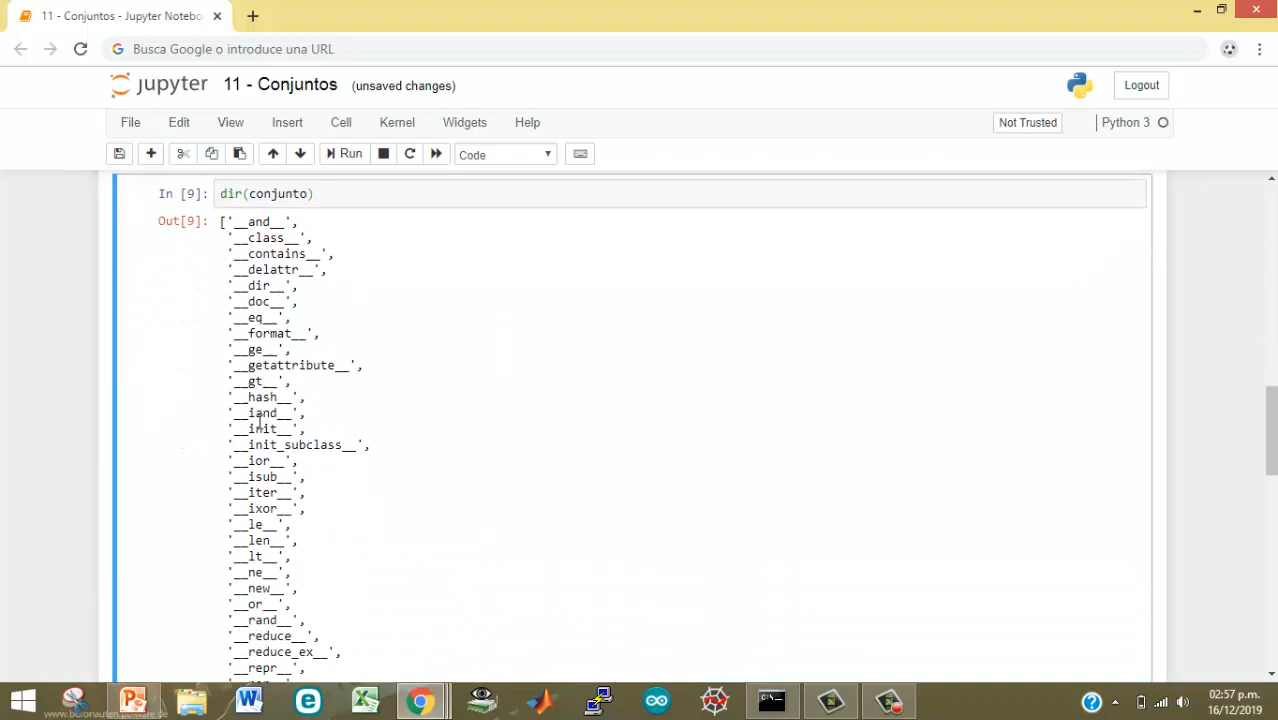 11 - Conjuntos - Jupyter Notebo
Busca Google o introduce una URL
jupyter 11 - Conjuntos (unsaved changes)
Logout
File Edit View Insert Cell Kernel Widgets Help
Not Trusted
Python 3
Run
Code
In [9]: dir(conjunto)
Out[9]: ['__and__',
'__class__',
'__contains__',
'__delattr__',
'__dir__',
'__doc__',
'__eq__',
'__format__',
'__ge__',
'__getattribute__',
'__gt__',
'__hash__',
'__iand__',
'__init__',
'__init_subclass__',
'__ior__',
'__isub__',
'__iter__',
'__ixor__',
'__le__',
'__len__',
'__lt__',
'__ne__',
'__new__',
'__or__',
'__rand__',
'__reduce__',
'__reduce_ex__',
'__repr__',
02:57 p.m.
16/12/2019